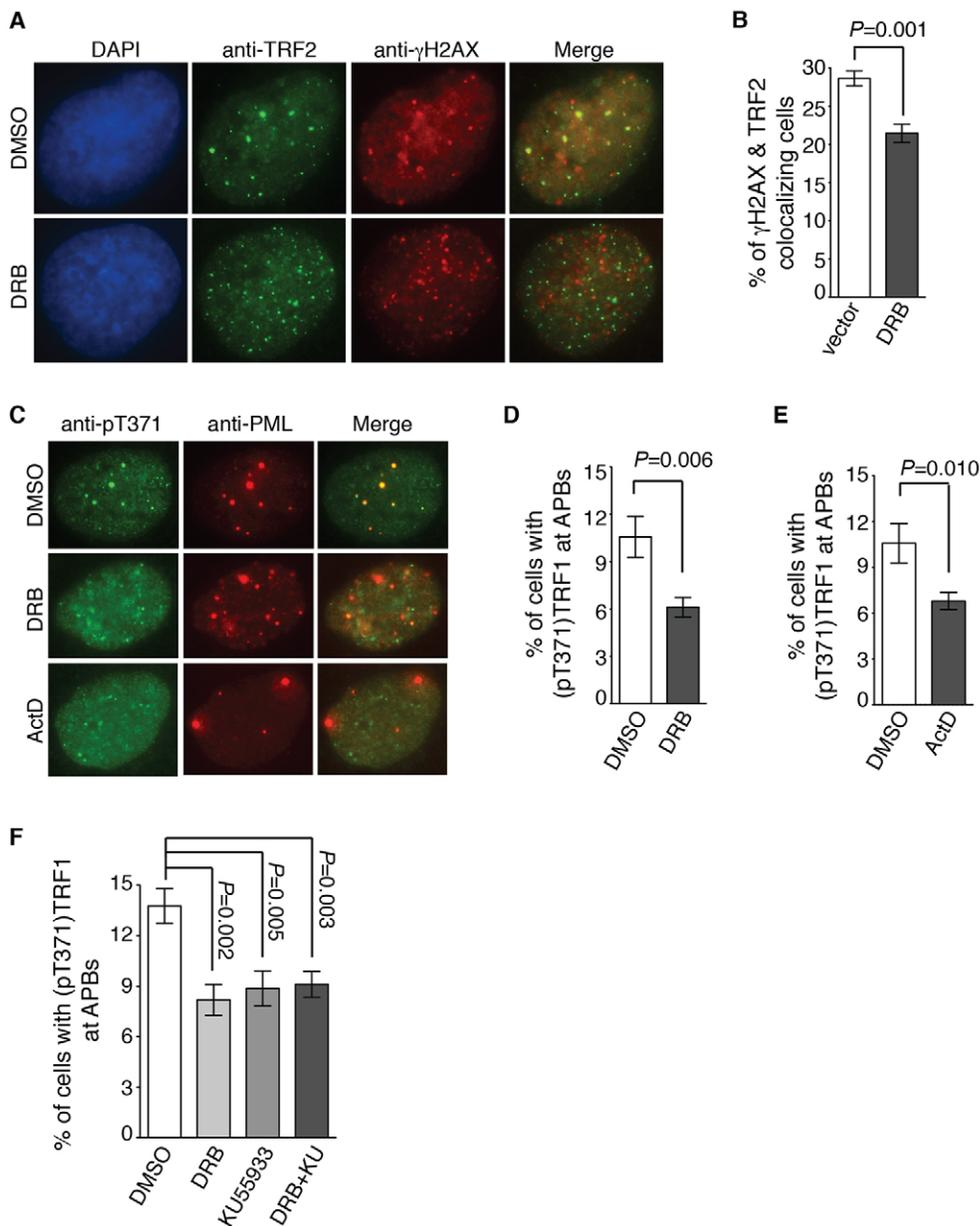 A
DAPI
anti-TRF2
anti-γH2AX
Merge
DMSO
DRB
B
P=0.001
% of γH2AX & TRF2
colocalizing cells
30
25
20
15
10
5
0
vector
DRB
C
anti-pT371
anti-PML
Merge
DMSO
DRB
ActD
D
P=0.006
% of cells with
(pT371)TRF1 at APBs
15
12
9
6
3
0
DMSO
DRB
E
P=0.010
% of cells with
(pT371)TRF1 at APBs
15
12
9
6
3
0
DMSO
ActD
F
% of cells with (pT371)TRF1
at APBs
15
12
9
6
3
0
P=0.002
P=0.005
P=0.003
DMSO
DRB
KU55933
DRB+KU